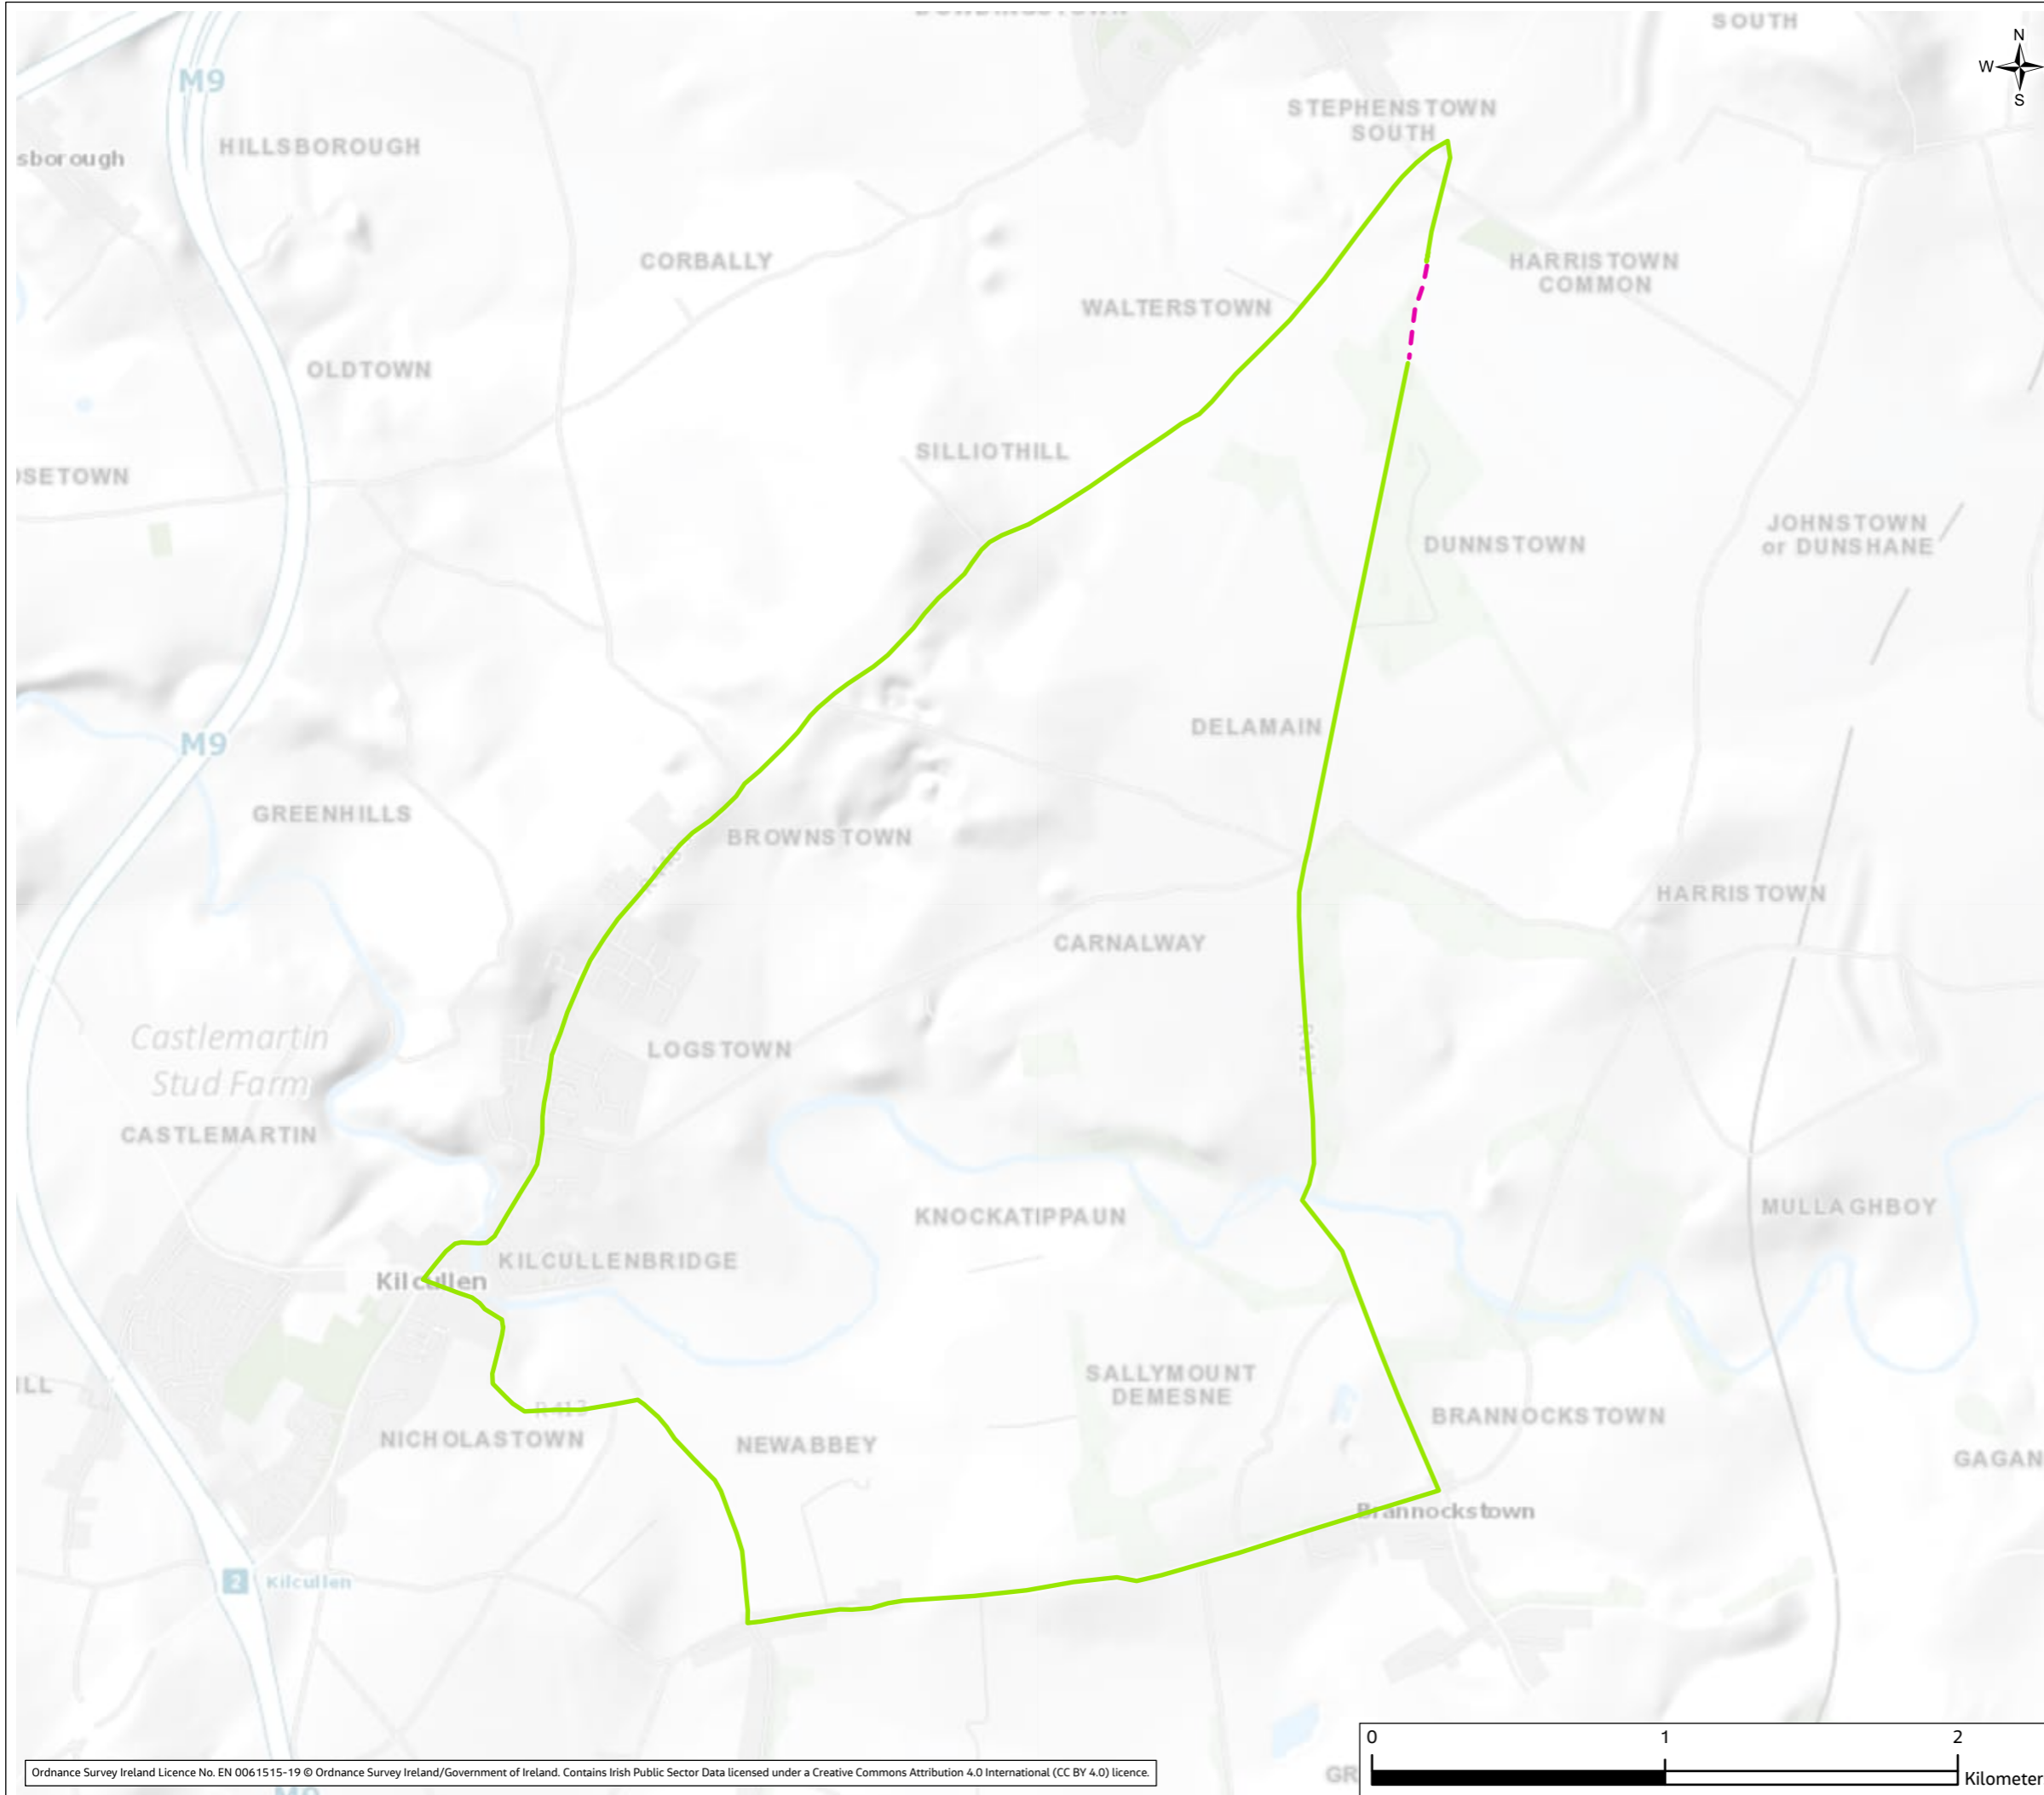 SOUTH
N
W
S
M9
STEPHENSTOWN
SOUTH
HILLSBOROUGH
sborough
CORBALLY
HARRISTOWN
COMMON
WALTERSTOWN
OLDTOWN
SILLIOTHILL
SETOWN
JOHNSTOWN
or DUNSHANE
DUNNSTOWN
DELAMAIN
M9
GREENHILLS
BROWNSTOWN
HARRISTOWN
CARNALWAY
Castlemartin
Stud Farm
LOGSTOWN
CASTLEMARTIN
KNOCKATIPPAUN
MULLAGHBOY
KILCULLENBRIDGE
Kilcullen
SALLYMOUNT
DEMESNE
ILL
R413
BRANNOCKSTOWN
NICHOLASTOWN
NEWABBEY
GAGAN
Brannockstown
2 Kilcullen
0 1 2
Kilometer
GR
Ordnance Survey Ireland Licence No. EN 0061515-19 © Ordnance Survey Ireland/Government of Ireland. Contains Irish Public Sector Data licensed under a Creative Commons Attribution 4.0 International (CC BY 4.0) licence.
M9